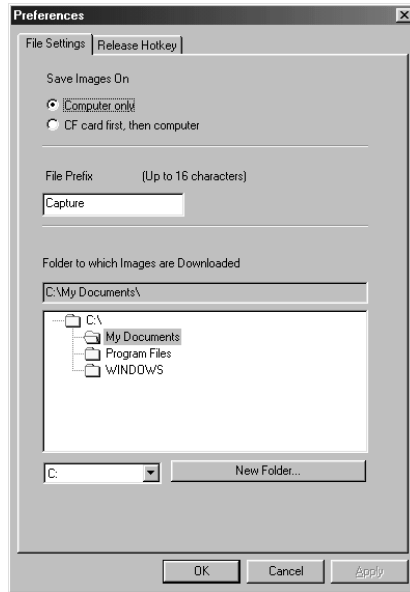 Preferences
File Settings
Release Hotkey
Save Images On
Computer only
CF card first, then computer
File Prefix (Up to 16 characters)
Capture
Folder to which Images are Downloaded
C:\My Documents\
C:\
My Documents
Program Files
WINDOWS
C:
New Folder...
OK
Cancel
Apply